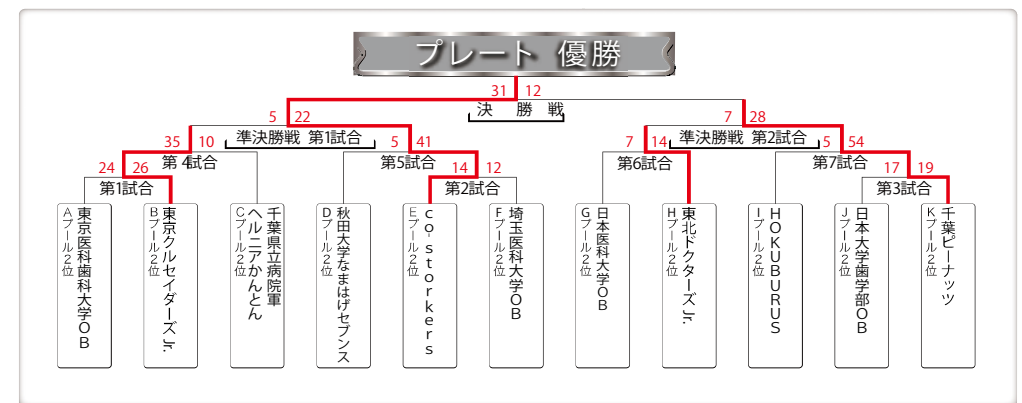 プレート 優勝
31 12
決 勝 戦
5 22
準決勝戦 第1試合
7 28
準決勝戦 第2試合
35 10
第4試合
5 41
第5試合
7 14
第6試合
5 54
第7試合
24 26
第1試合
14 12
第2試合
17 19
第3試合
東京医科歯科大学OB
Aプール2位
東京クルセイダーズJr.
Bプール2位
千葉県立病院軍
ヘルニアかんとん
Cプール2位
秋田大学なまはげセブンス
Dプール2位
co-storkers
Eプール2位
埼玉医科大学OB
Fプール2位
日本医科大学OB
Gプール2位
東北ドクターズJr.
Hプール2位
HOKUBURUS
Iプール2位
日本大学歯学部OB
Jプール2位
千葉ピーナッツ
Kプール2位